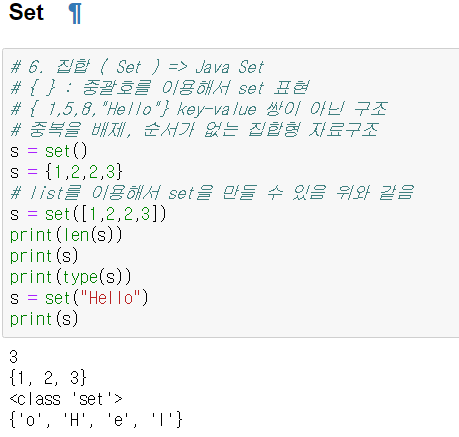 Set ¶
# 6. 집합 ( Set ) => Java Set
# { } : 중괄호를 이용해서 set 표현
# { 1,5,8,"Hello"} key-value 쌍이 아닌 구조
# 중복을 배제, 순서가 없는 집합형 자료구조
s = set()
s = {1,2,2,3}
# list를 이용해서 set을 만들 수 있음 위와 같음
s = set([1,2,2,3])
print(len(s))
print(s)
print(type(s))
s = set("Hello")
print(s)
3
{1, 2, 3}
<class 'set'>
{'o', 'H', 'e', 'l'}